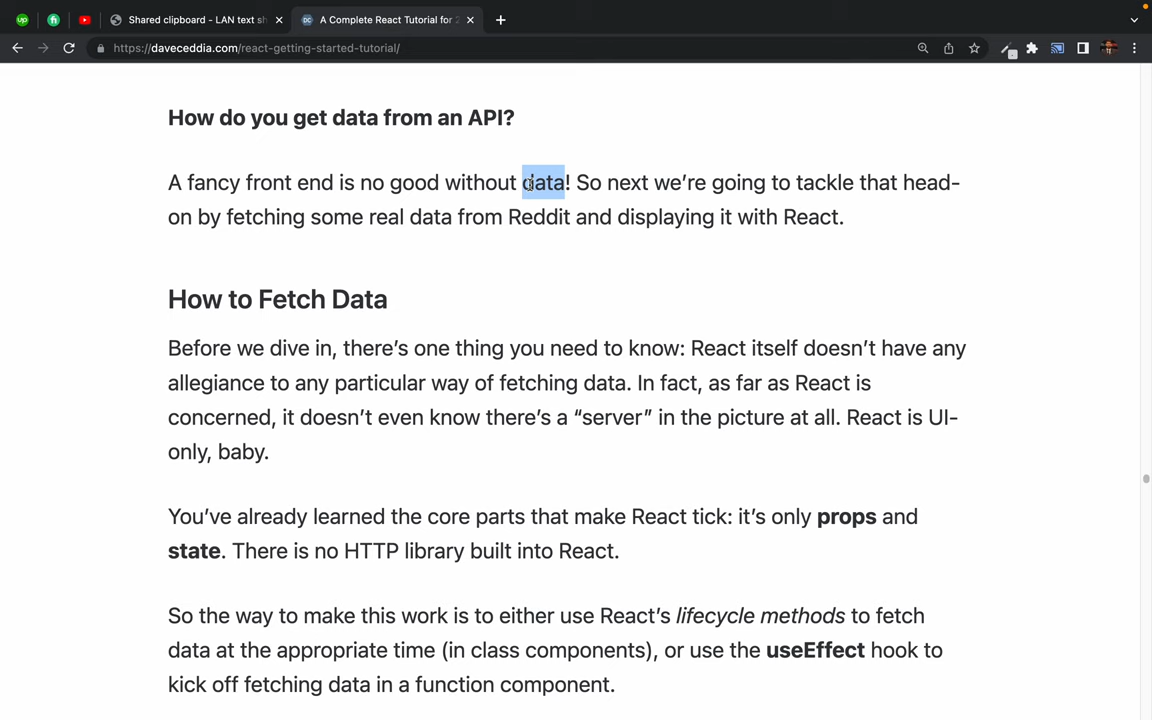 up
fi
Shared clipboard - LAN text sh
DC
A Complete React Tutorial for 2
https://daveceddia.com/react-getting-started-tutorial/
How do you get data from an API?
A fancy front end is no good without data! So next we’re going to tackle that head-
on by fetching some real data from Reddit and displaying it with React.
How to Fetch Data
Before we dive in, there’s one thing you need to know: React itself doesn’t have any
allegiance to any particular way of fetching data. In fact, as far as React is
concerned, it doesn’t even know there’s a “server” in the picture at all. React is UI-
only, baby.
You’ve already learned the core parts that make React tick: it’s only props and
state. There is no HTTP library built into React.
So the way to make this work is to either use React’s lifecycle methods to fetch
data at the appropriate time (in class components), or use the useEffect hook to
kick off fetching data in a function component.